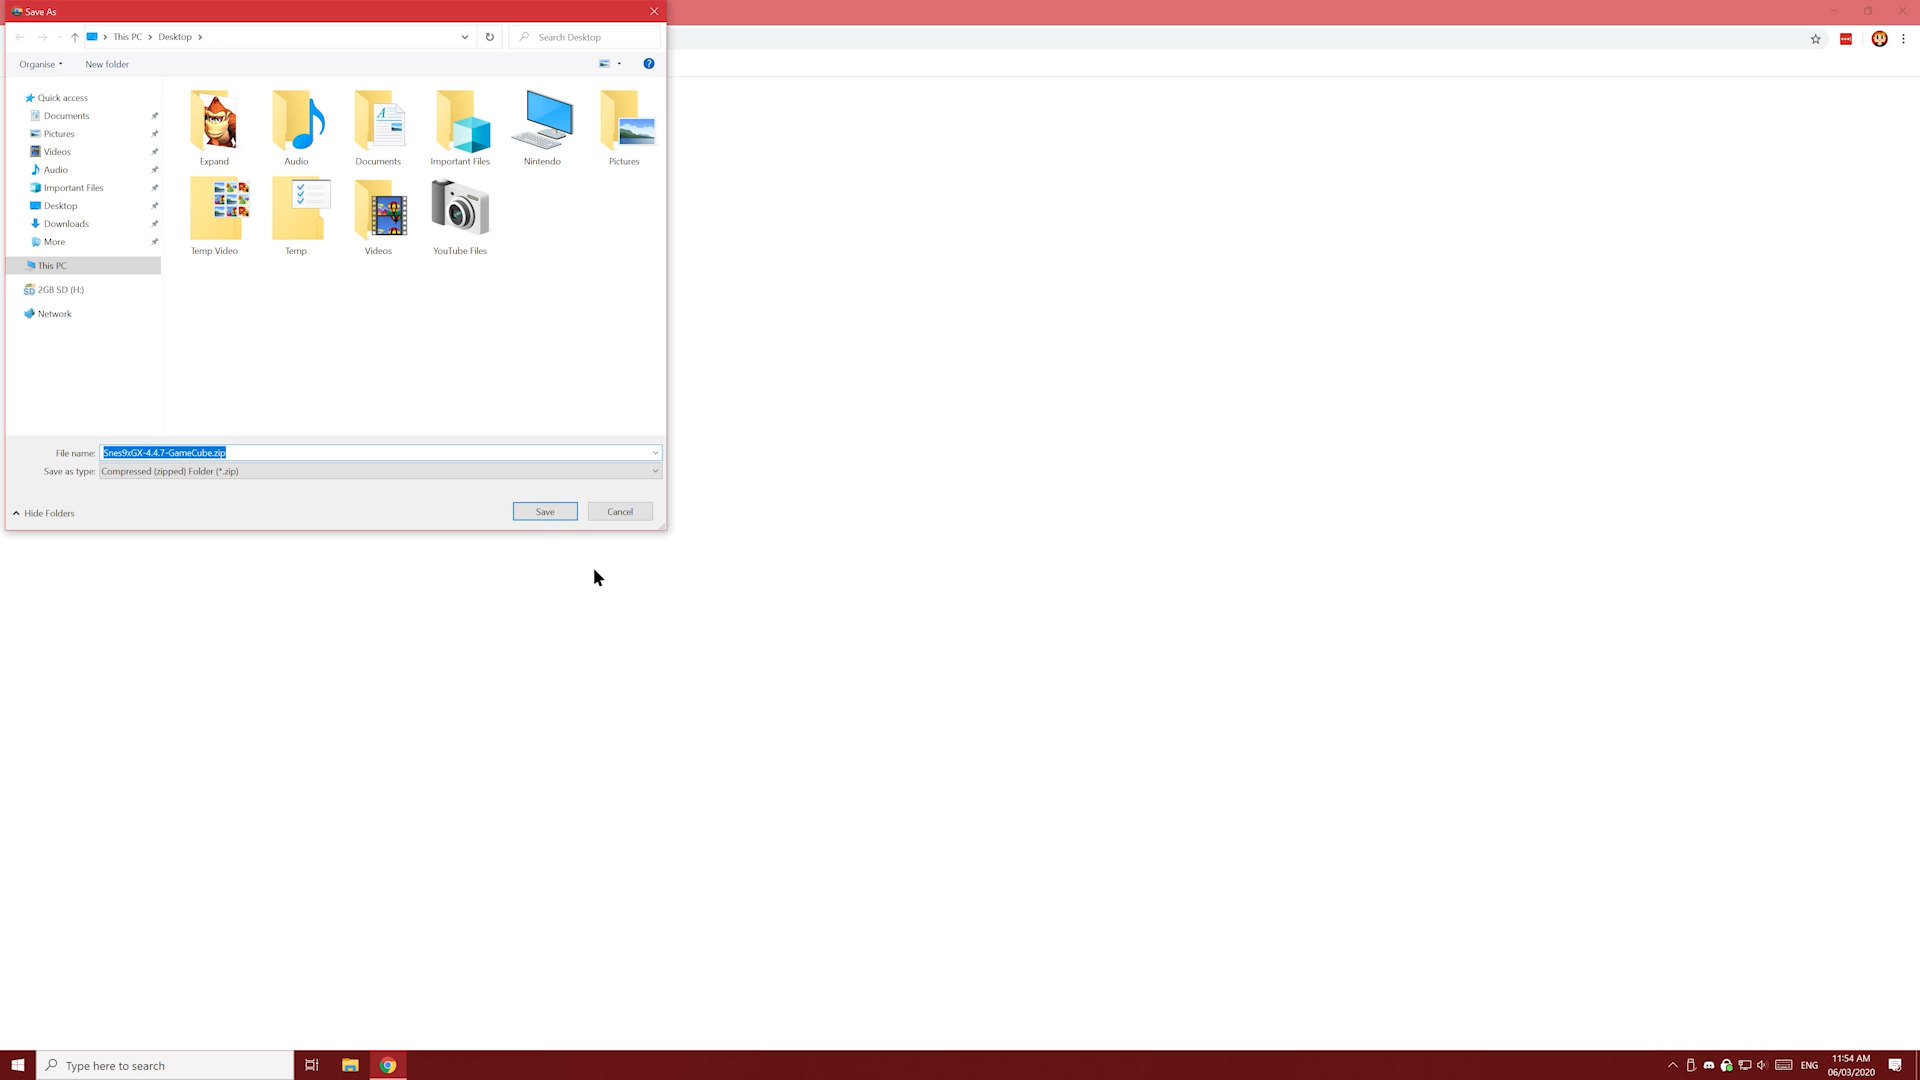 Save As
This PC
Desktop
Search Desktop
Organise
New folder
Quick access
Documents
Pictures
Videos
Audio
Important Files
Desktop
Downloads
More
This PC
2GB SD (H:)
Network
Expand
Audio
Documents
Important Files
Nintendo
Pictures
Temp Video
Temp
Videos
YouTube Files
File name: Snes9xGX-4.4.7-GameCube.zip
Save as type: Compressed (zipped) Folder (*.zip)
Hide Folders
Save
Cancel
Type here to search
ENG
11:54 AM
06/03/2020